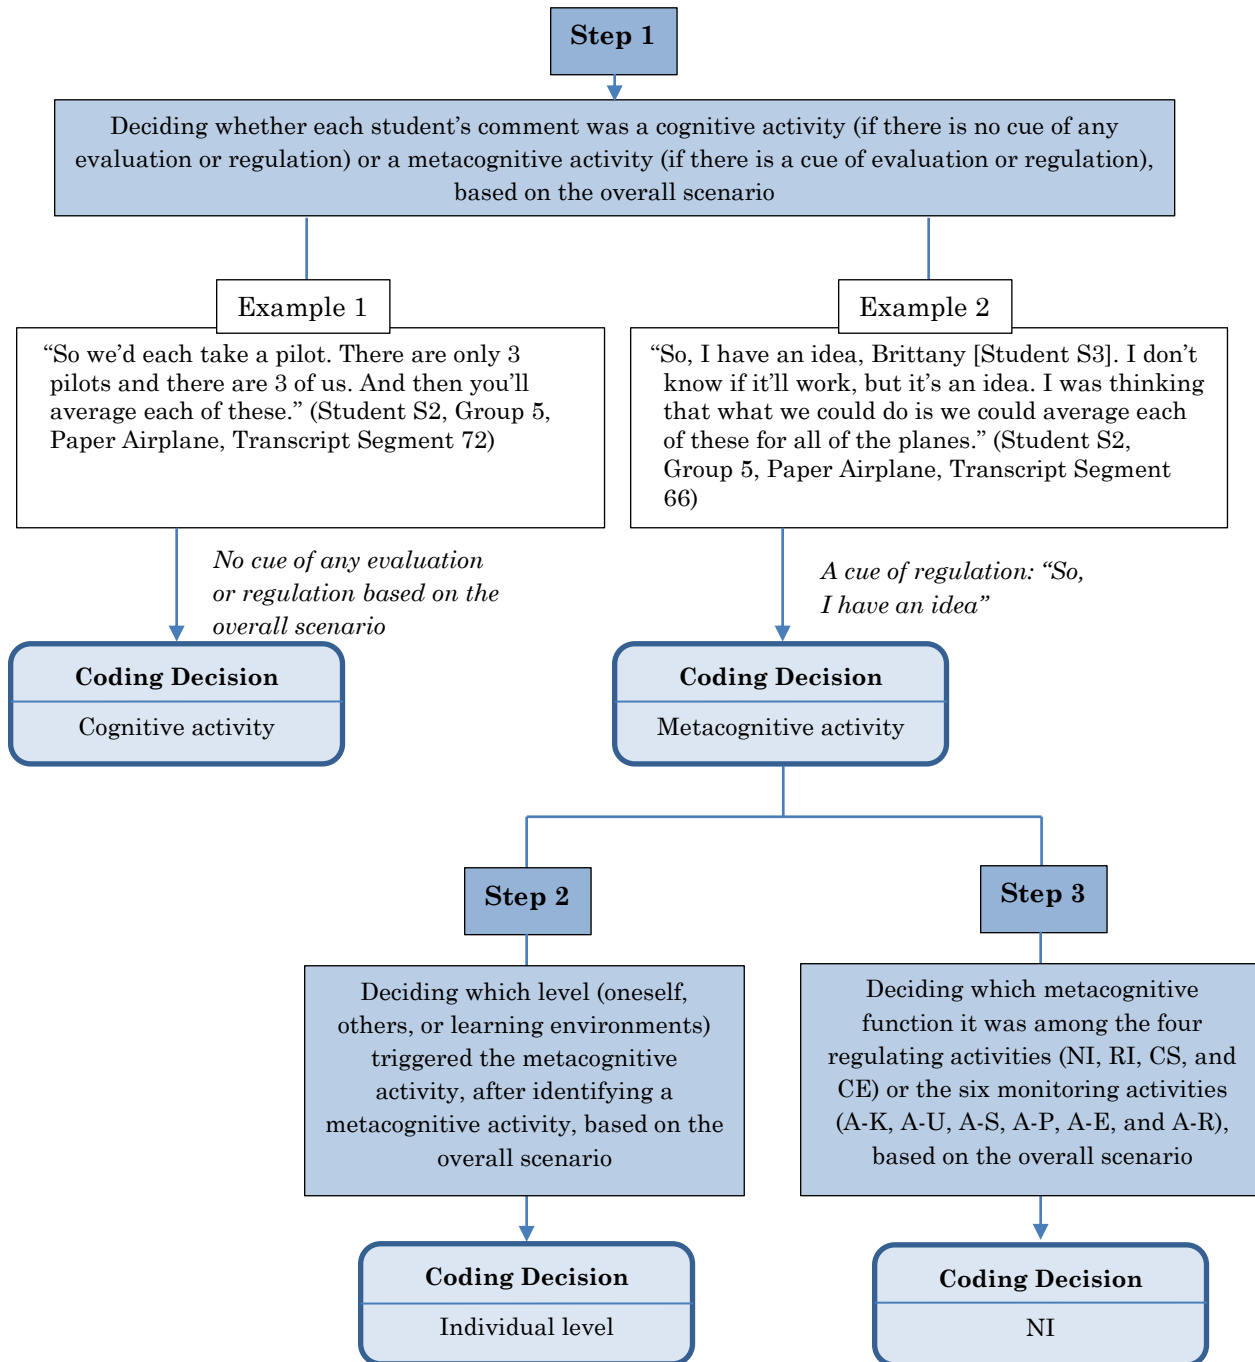 Step 1
Deciding whether each student’s comment was a cognitive activity (if there is no cue of any
evaluation or regulation) or a metacognitive activity (if there is a cue of evaluation or regulation),
based on the overall scenario
Example 1
“So we’d each take a pilot. There are only 3
pilots and there are 3 of us. And then you’ll
average each of these.” (Student S2, Group 5,
Paper Airplane, Transcript Segment 72)
Example 2
“So, I have an idea, Brittany [Student S3]. I don’t
know if it’ll work, but it’s an idea. I was thinking
that what we could do is we could average each
of these for all of the planes.” (Student S2,
Group 5, Paper Airplane, Transcript Segment
66)
No cue of any evaluation
or regulation based on the
overall scenario
A cue of regulation: “So,
I have an idea”
Coding Decision
Cognitive activity
Coding Decision
Metacognitive activity
Step 2
Deciding which level (oneself,
others, or learning environments)
triggered the metacognitive
activity, after identifying a
metacognitive activity, based on the
overall scenario
Step 3
Deciding which metacognitive
function it was among the four
regulating activities (NI, RI, CS, and
CE) or the six monitoring activities
(A-K, A-U, A-S, A-P, A-E, and A-R),
based on the overall scenario
Coding Decision
Individual level
Coding Decision
NI